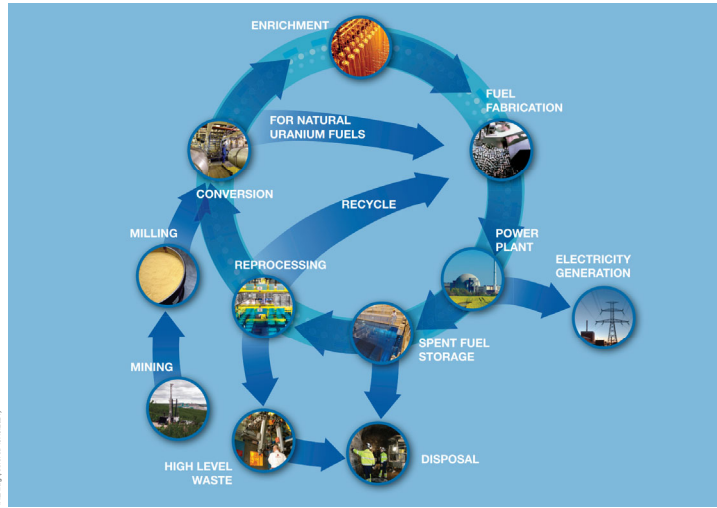 ENRICHMENT
FUEL
FABRICATION
FOR NATURAL
URANIUM FUELS
CONVERSION
RECYCLE
MILLING
POWER
PLANT
REPROCESSING
ELECTRICITY
GENERATION
SPENT FUEL
STORAGE
MINING
HIGH LEVEL
WASTE
DISPOSAL